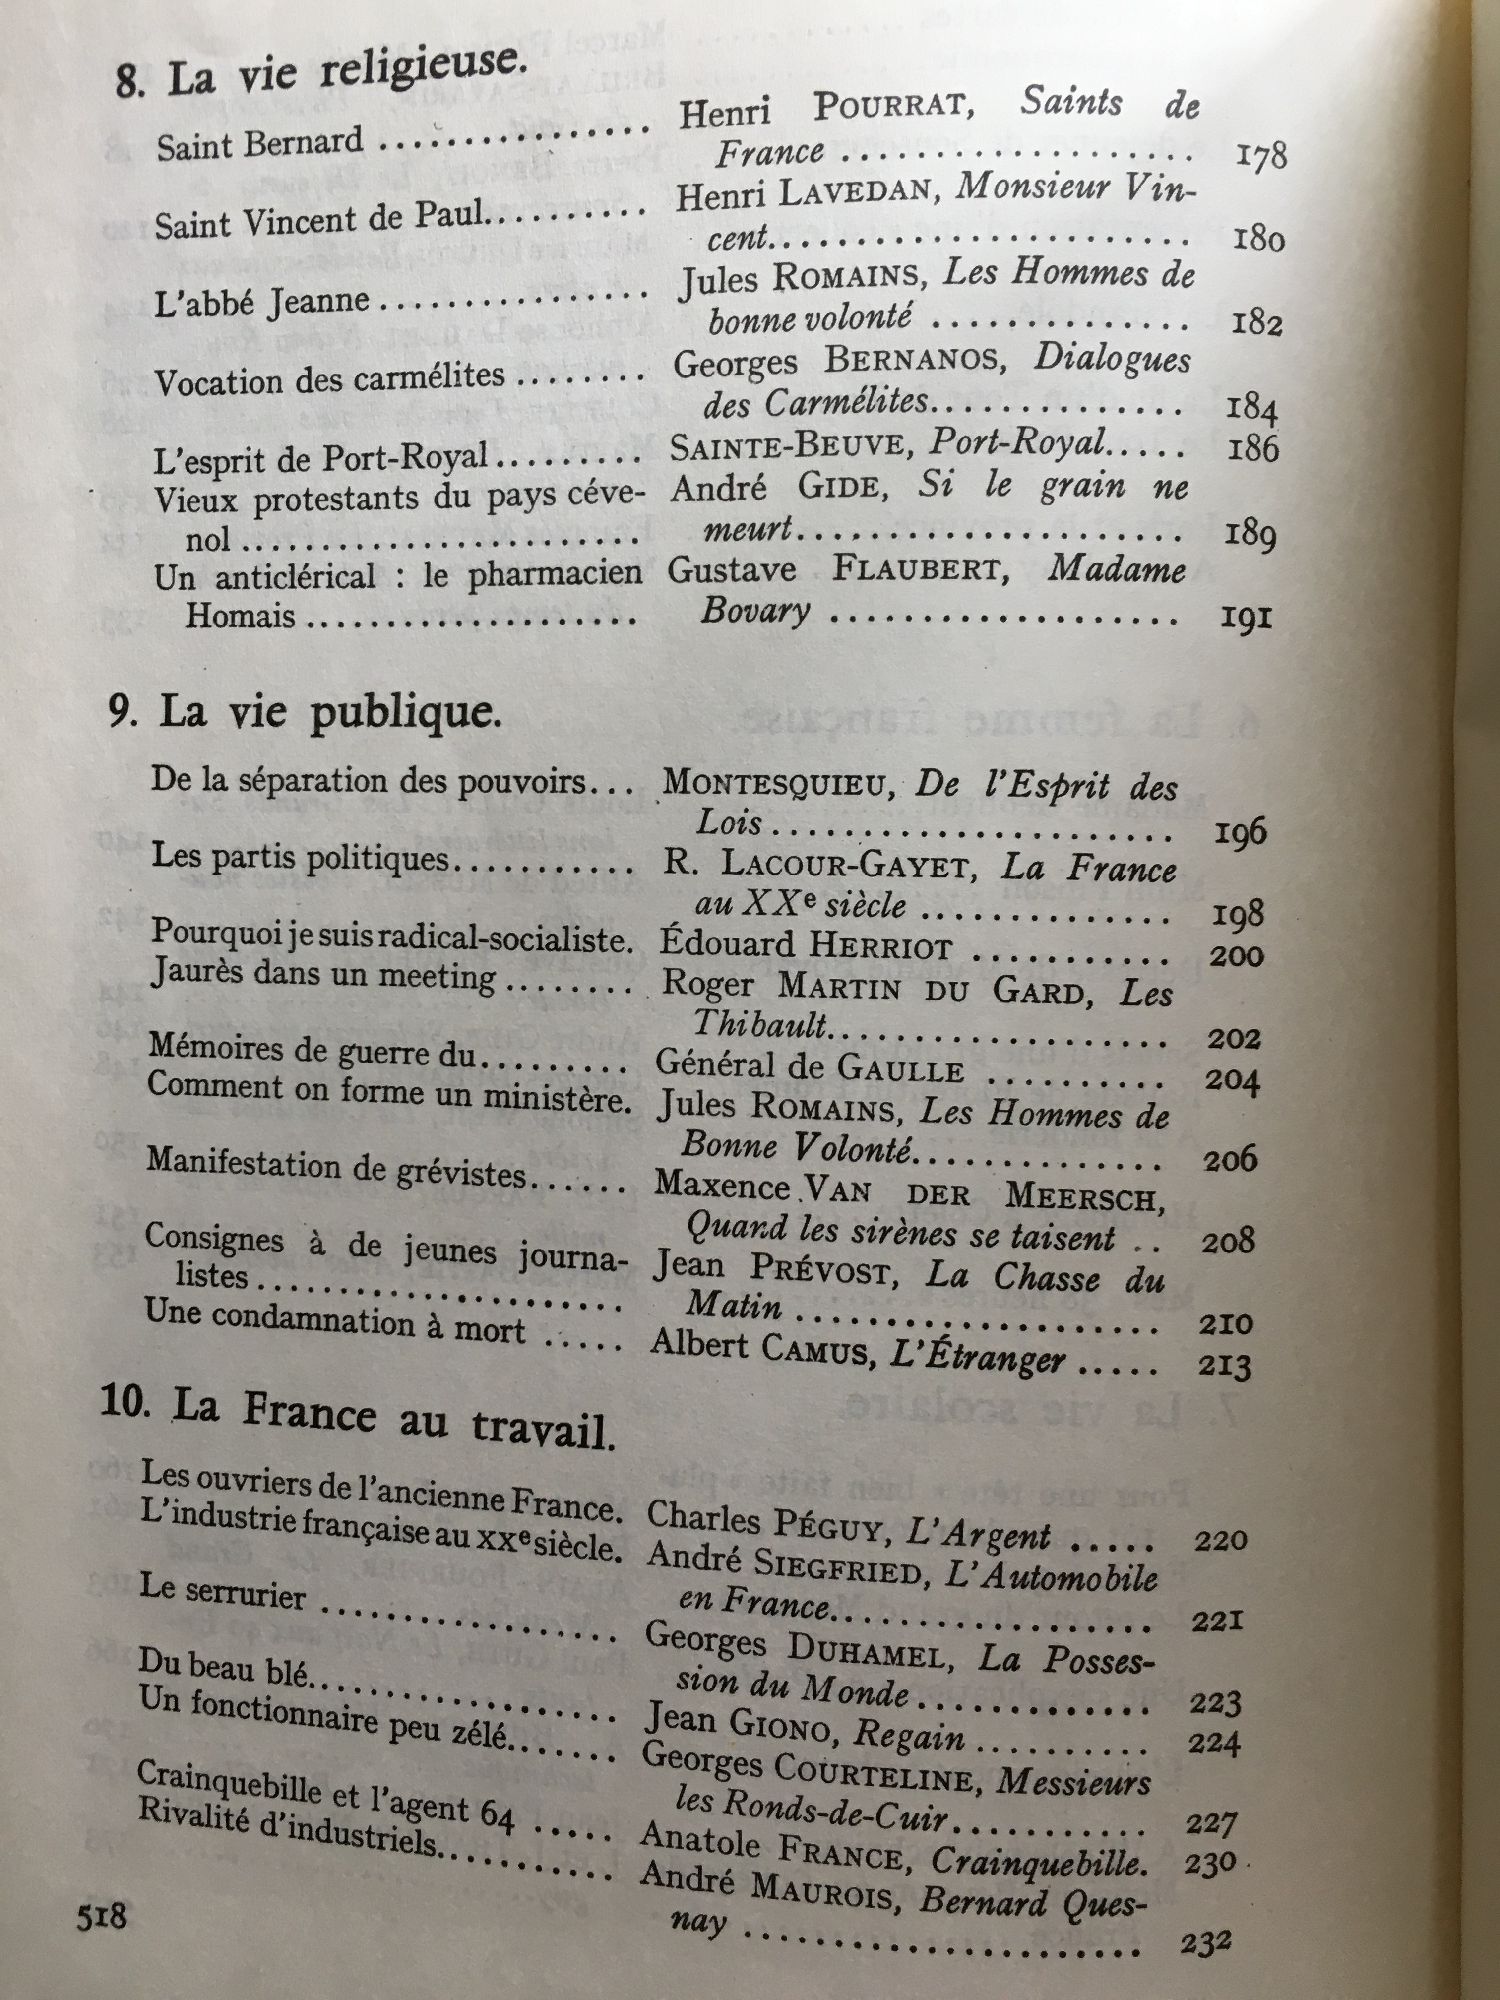 8. La vie religieuse.
Saint Bernard ............... Henri POURRAT, Saints de
France ................... 178
Saint Vincent de Paul.......... Henri LAVEDAN, Monsieur Vin-
cent....................... 180
L'abbé Jeanne ............... Jules ROMAINS, Les Hommes de
bonne volonté .............. 182
Vocation des carmélites ........ Georges BERNANOS, Dialogues
des Carmélites.............. 184
L'esprit de Port-Royal ......... SAINTE-BEUVE, Port-Royal..... 186
Vieux protestants du pays céve- André GIDE, Si le grain ne
nol ....................... meurt...................... 189
Un anticlérical : le pharmacien Gustave FLAUBERT, Madame
Homais .................... Bovary ................... 191
9. La vie publique.
De la séparation des pouvoirs... MONTESQUIEU, De l'Esprit des
Lois ....................... 196
Les partis politiques........... R. LACOUR-GAYET, La France
au XXe siècle .............. 198
Pourquoi je suis radical-socialiste. Édouard HERRIOT ........... 200
Jaurès dans un meeting ........ Roger MARTIN DU GARD, Les
Thibault................... 202
Mémoires de guerre du......... Général de GAULLE .......... 204
Comment on forme un ministère. Jules ROMAINS, Les Hommes de
Bonne Volonté.............. 206
Manifestation de grévistes...... Maxence VAN DER MEERSCH,
Quand les sirènes se taisent .. 208
Consignes à de jeunes journa- Jean PRÉVOST, La Chasse du
listes ...................... Matin .................... 210
Une condamnation à mort ..... Albert CAMUS, L'Étranger ..... 213
10. La France au travail.
Les ouvriers de l'ancienne France. Charles PÉGUY, L'Argent ..... 220
L'industrie française au XXe siècle. André SIEGFRIED, L'Automobile
en France.................. 221
Le serrurier ................. Georges DUHAMEL, La Posses-
sion du Monde ............. 223
Du beau blé................... Jean GIONO, Regain .......... 224
Un fonctionnaire peu zélé....... Georges COURTELINE, Messieurs
les Ronds-de-Cuir........... 227
Crainquebille et l'agent 64 ..... Anatole FRANCE, Crainquebille. 230
Rivalité d'industriels........... André MAUROIS, Bernard Ques-
nay ...................... 232
518